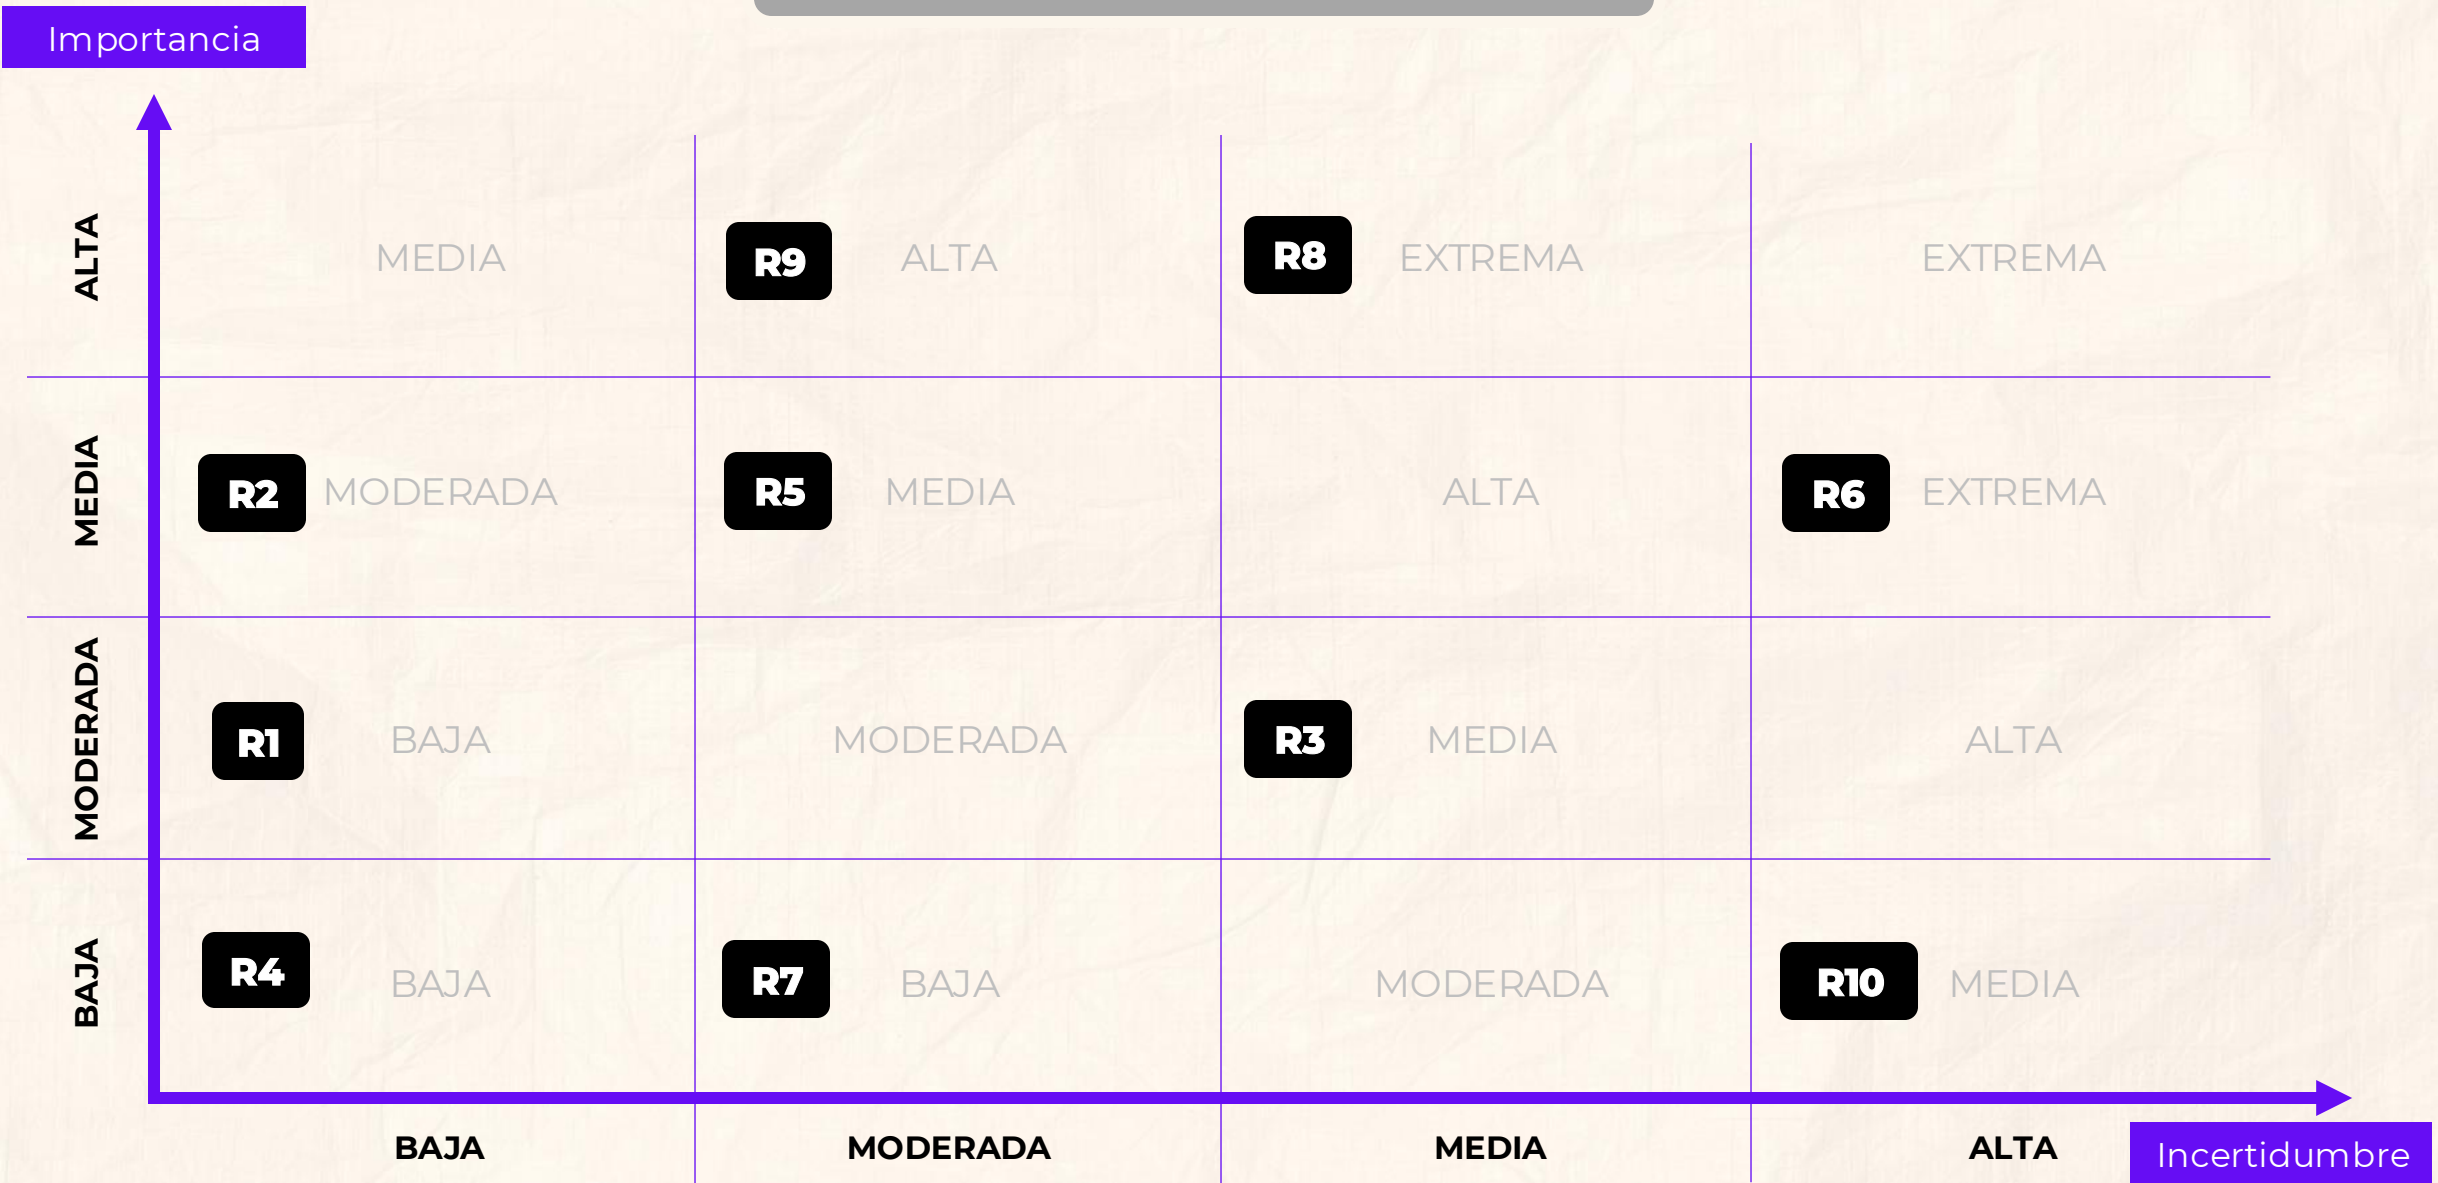 Importancia
ALTA
MEDIA
R9
ALTA
R8
EXTREMA
EXTREMA
MEDIA
R2
MODERADA
R5
MEDIA
ALTA
R6
EXTREMA
MODERADA
R1
BAJA
MODERADA
R3
MEDIA
ALTA
BAJA
R4
BAJA
R7
BAJA
MODERADA
R10
MEDIA
BAJA
MODERADA
MEDIA
ALTA
Incertidumbre